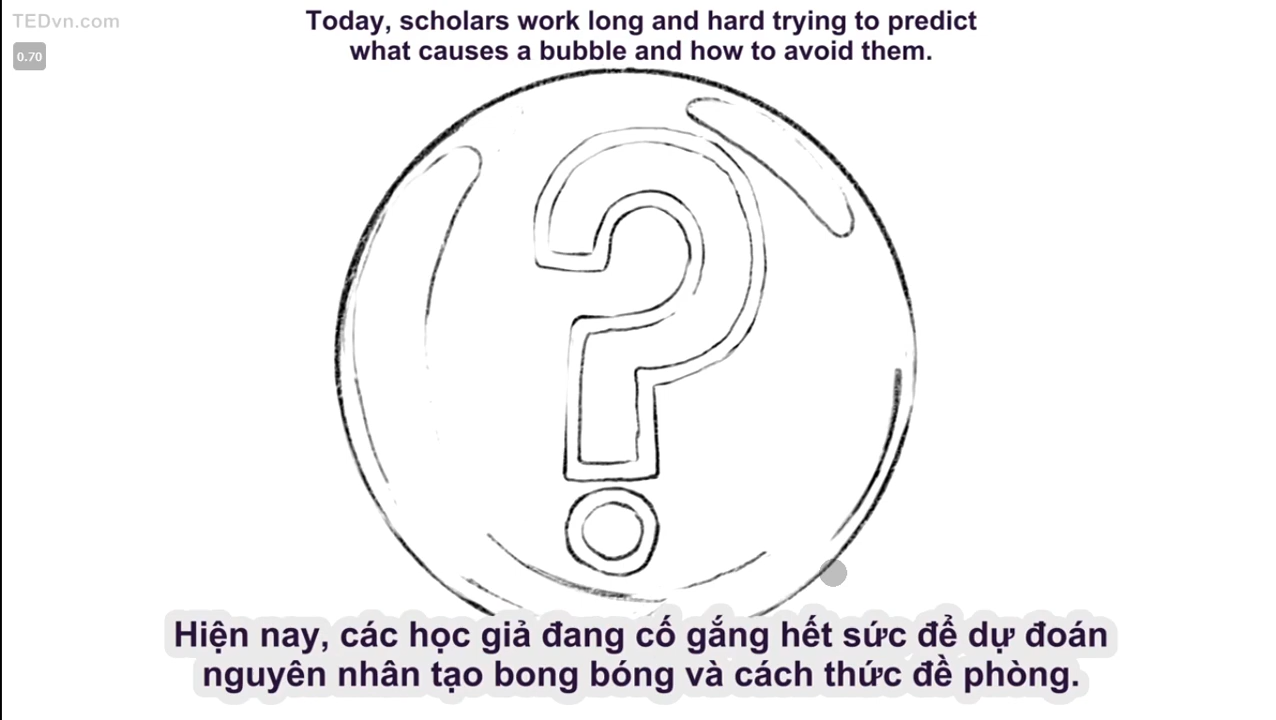 TEDvn.com
0.70
Today, scholars work long and hard trying to predict
what causes a bubble and how to avoid them.
Hiện nay, các học giả đang cố gắng hết sức để dự đoán
nguyên nhân tạo bong bóng và cách thức đề phòng.